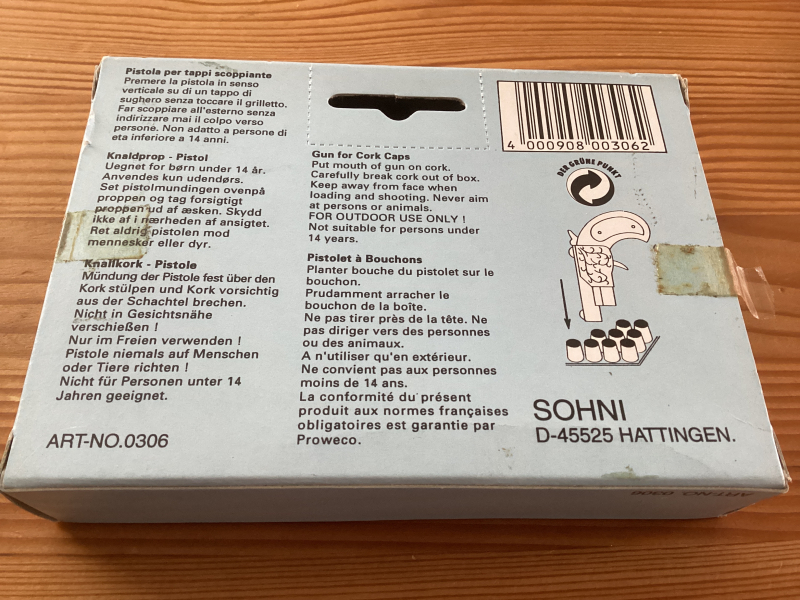 Pistola per tappi scoppiante
Premere la pistola in senso
verticale su di un tappo di
sughero senza toccare il grilletto.
Far scoppiare all'esterno senza
indirizzare mai il colpo verso
persone. Non adatto a persone di
eta inferiore a 14 anni.
Knaldprop - Pistol
Uegnet for børn under 14 år.
Anvendes kun udendørs.
Set pistolmundingen ovenpå
proppen og tag forsigtigt
proppen ud af æsken. Skydd
ikke af i nærheden af ansigtet.
Ret aldrig pistolen mod
mennesker eller dyr.
Knallkork - Pistole
Mündung der Pistole fest über den
Kork stülpen und Kork vorsichtig
aus der Schachtel brechen.
Nicht in Gesichtsnähe
verschießen !
Nur im Freien verwenden !
Pistole niemals auf Menschen
oder Tiere richten !
Nicht für Personen unter 14
Jahren geeignet.
ART-NO.0306
Gun for Cork Caps
Put mouth of gun on cork.
Carefully break cork out of box.
Keep away from face when
loading and shooting. Never aim
at persons or animals.
FOR OUTDOOR USE ONLY !
Not suitable for persons under
14 years.
Pistolet à Bouchons
Planter bouche du pistolet sur le
bouchon.
Prudamment arracher le
bouchon de la boîte.
Ne pas tirer près de la tête. Ne
pas diriger vers des personnes
ou des animaux.
A n'utiliser qu'en extérieur.
Ne convient pas aux personnes
moins de 14 ans.
La conformité du présent
produit aux normes françaises
obligatoires est garantie par
Proweco.
4 000908 003062
DER GRÜNE PUNKT
SOHNI
D-45525 HATTINGEN.
ART-NO. 0306